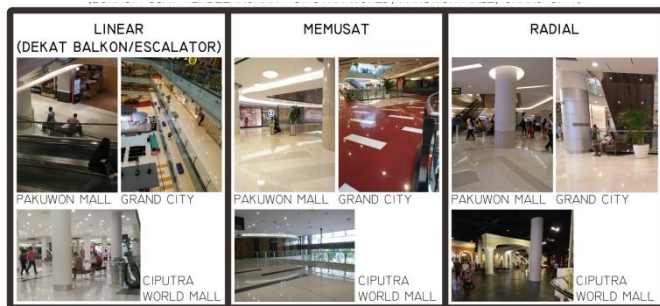 LINEAR
(DEKAT BALKON/ESCALATOR)
PAKUWON MALL GRAND CITY
CIPUTRA
WORLD MALL
MEMUSAT
PAKUWON MALL GRAND CITY
CIPUTRA
WORLD MALL
RADIAL
PAKUWON MALL GRAND CITY
CIPUTRA
WORLD MALL